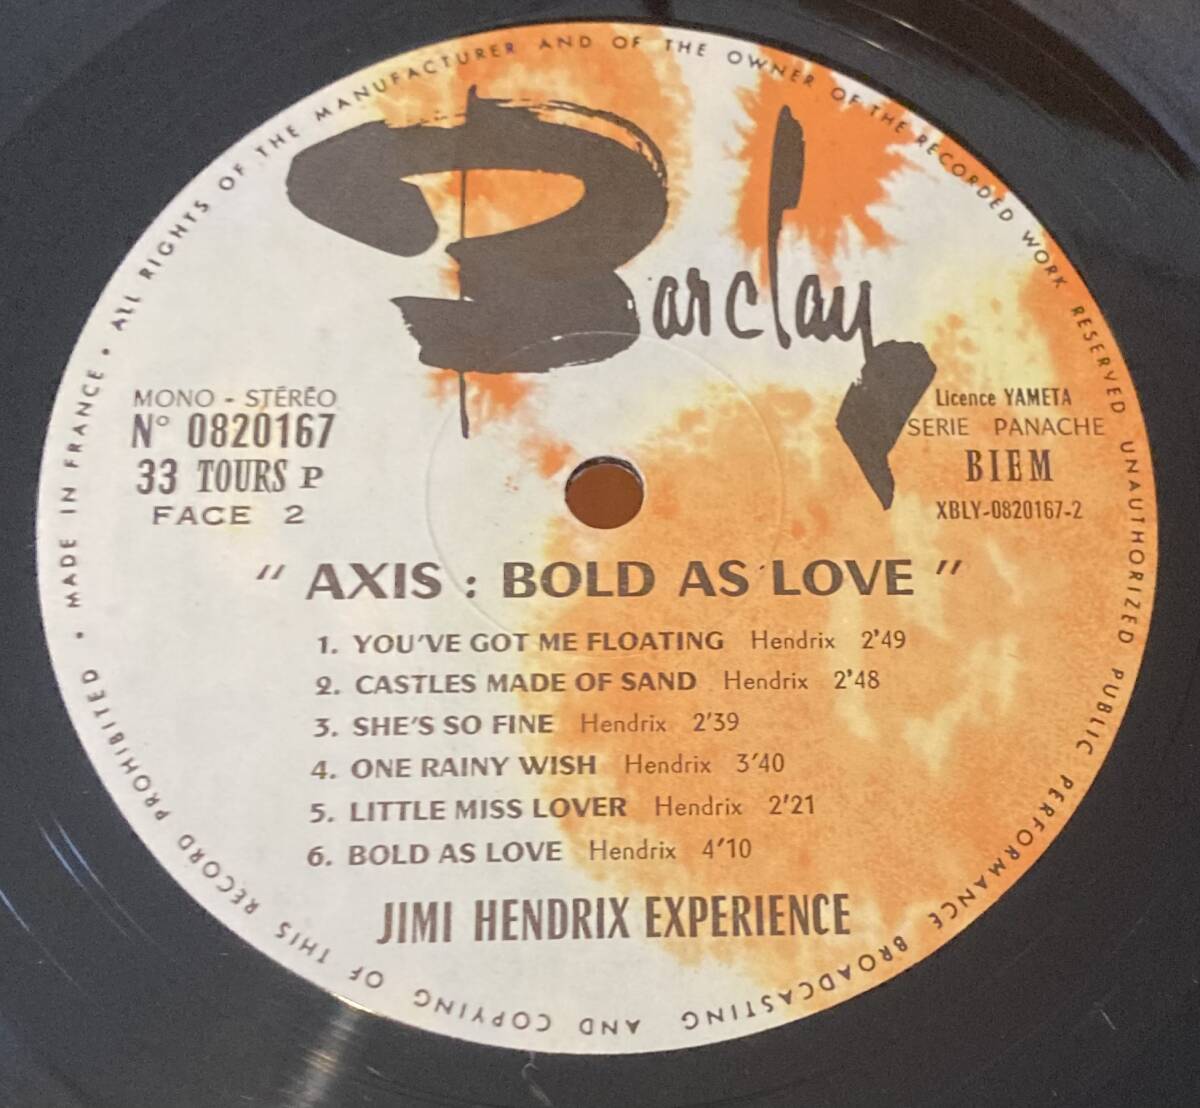 MADE IN FRANCE • ALL RIGHTS OF THE MANUFACTURER AND OF THE OWNER OF THE RECORDED WORK RESERVED UNAUTHORIZED PUBLIC PERFORMANCE BROADCASTING AND COPYING OF THIS RECORD PROHIBITED •
Barclay
MONO - STÉRÉO
N° 0820167
33 TOURS P
FACE 2
Licence YAMETA
SERIE PANACHE
BIEM
XBLY-0820167-2
" AXIS : BOLD AS LOVE "
1. YOU'VE GOT ME FLOATING Hendrix 2'49
2. CASTLES MADE OF SAND Hendrix 2'48
3. SHE'S SO FINE Hendrix 2'39
4. ONE RAINY WISH Hendrix 3'40
5. LITTLE MISS LOVER Hendrix 2'21
6. BOLD AS LOVE Hendrix 4'10
JIMI HENDRIX EXPERIENCE